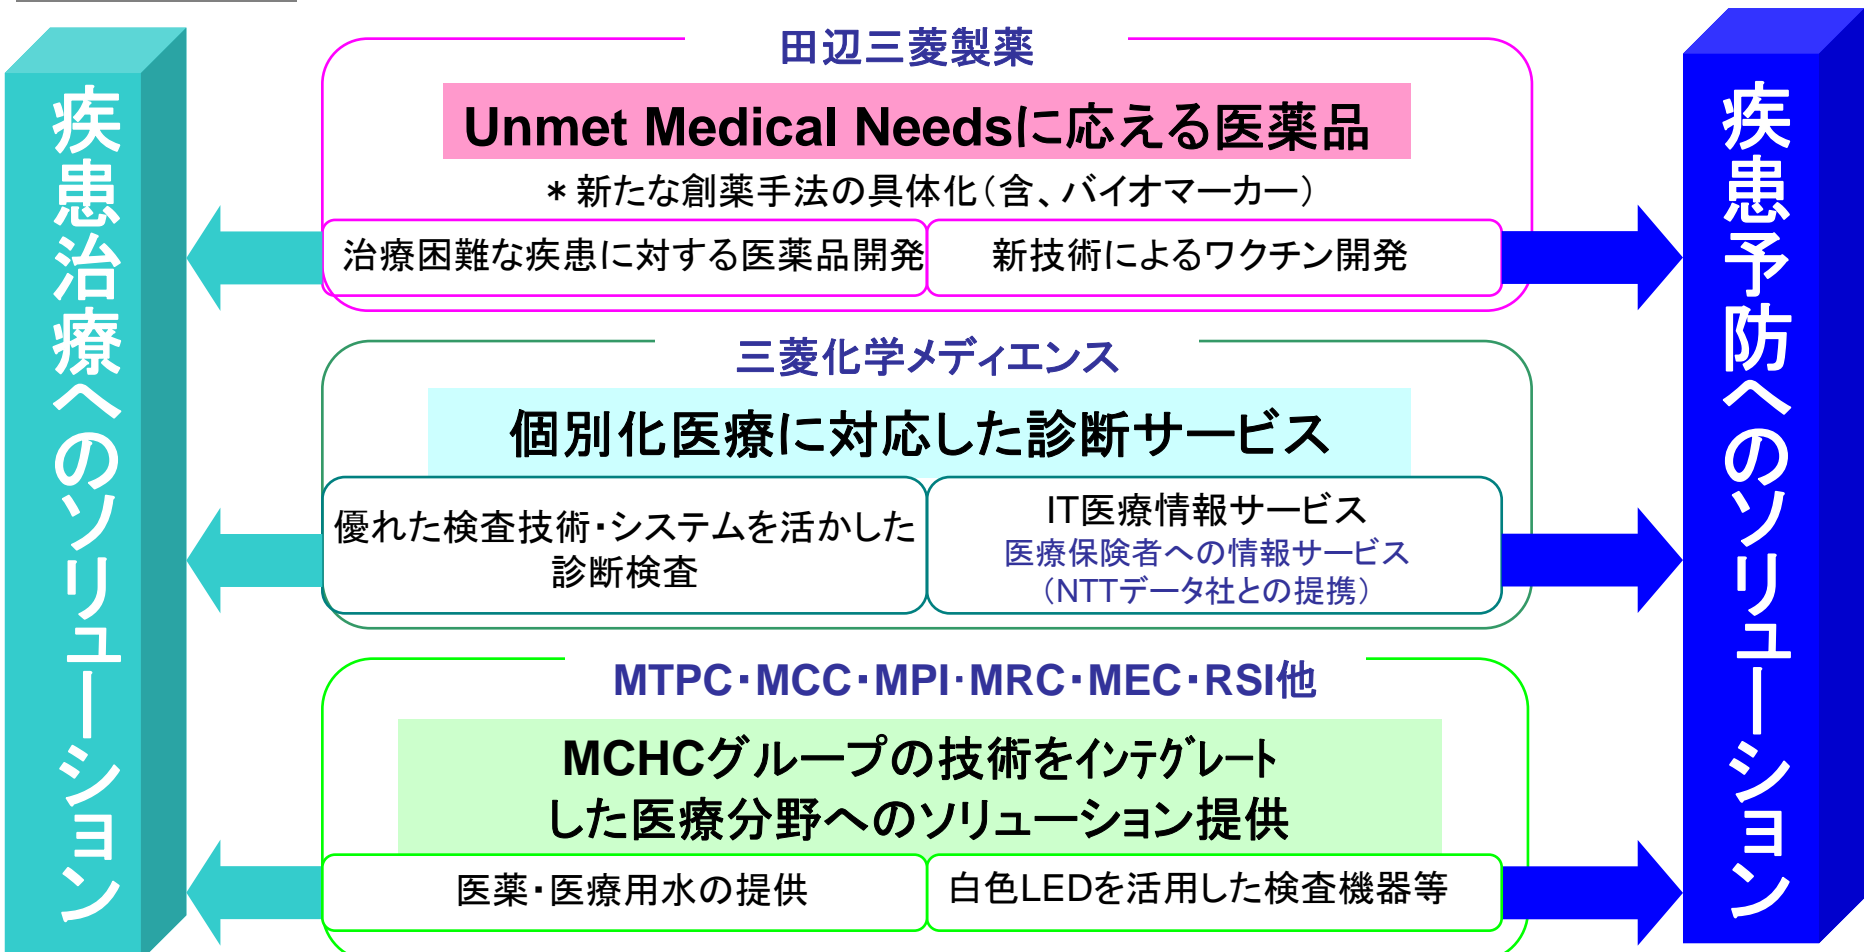 疾患治療へのソリューション
田辺三菱製薬
Unmet Medical Needsに応える医薬品
＊新たな創薬手法の具体化（含、バイオマーカー）
治療困難な疾患に対する医薬品開発
新技術によるワクチン開発
三菱化学メディエンス
個別化医療に対応した診断サービス
優れた検査技術・システムを活かした
診断検査
IT医療情報サービス
医療保険者への情報サービス
（NTTデータ社との提携）
MTPC・MCC・MPI・MRC・MEC・RSI他
MCHCグループの技術をインテグレート
した医療分野へのソリューション提供
医薬・医療用水の提供
白色LEDを活用した検査機器等
疾患予防へのソリューション